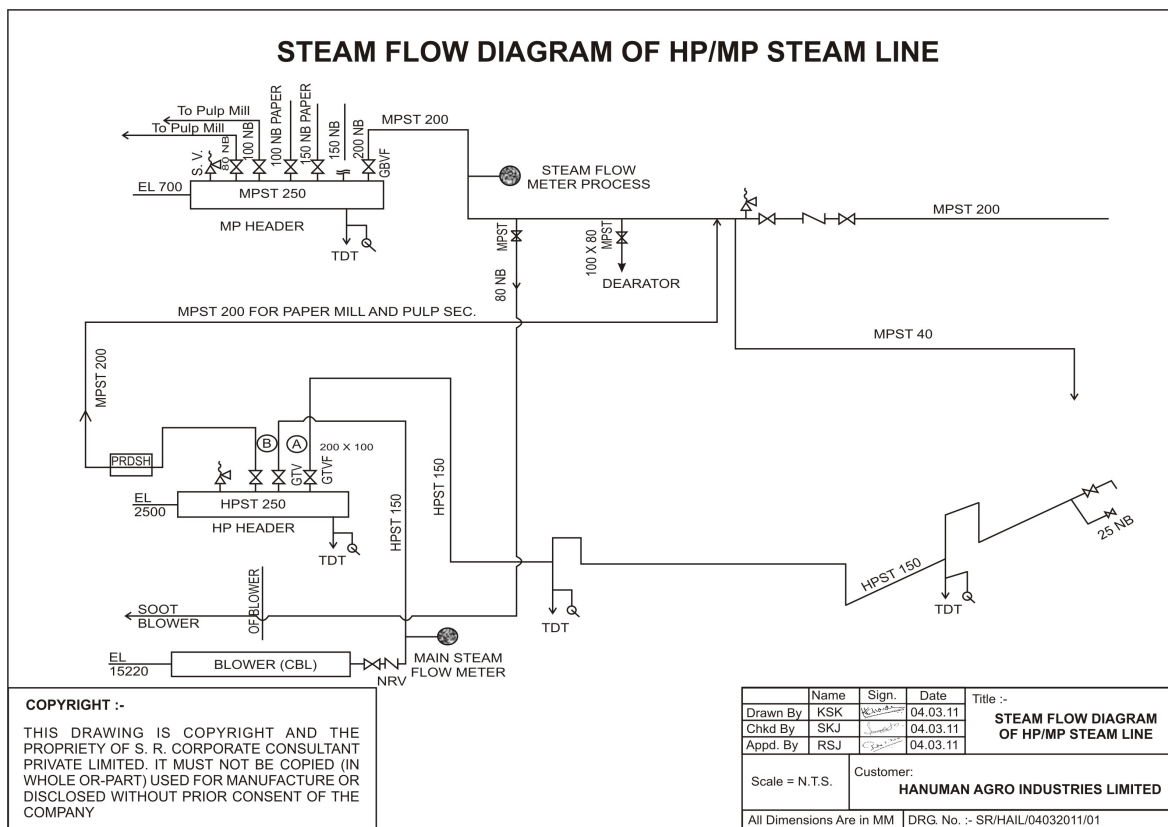 STEAM FLOW DIAGRAM OF HP/MP STEAM LINE
To Pulp Mill
To Pulp Mill
S. V.
80 NB
100 NB
100 NB PAPER
150 NB PAPER
150 NB
200 NB
GBVF
MPST 200
STEAM FLOW
METER PROCESS
EL 700
MPST 250
MP HEADER
TDT
MPST
80 NB
100 X 80
MPST
DEARATOR
MPST 200
MPST 200 FOR PAPER MILL AND PULP SEC.
MPST 40
MPST 200
PRDSH
B
A
GTV
GTVF
200 X 100
EL
2500
HPST 250
HP HEADER
TDT
HPST 150
HPST 150
HPST 150
25 NB
TDT
TDT
SOOT
BLOWER
OF BLOWER
EL
15220
BLOWER (CBL)
NRV
MAIN STEAM
FLOW METER
COPYRIGHT :-
THIS DRAWING IS COPYRIGHT AND THE
PROPRIETY OF S. R. CORPORATE CONSULTANT
PRIVATE LIMITED. IT MUST NOT BE COPIED (IN
WHOLE OR-PART) USED FOR MANUFACTURE OR
DISCLOSED WITHOUT PRIOR CONSENT OF THE
COMPANY
Name Sign. Date
Drawn By KSK 04.03.11
Chkd By SKJ 04.03.11
Appd. By RSJ 04.03.11
Title :-
STEAM FLOW DIAGRAM
OF HP/MP STEAM LINE
Scale = N.T.S.
Customer:
HANUMAN AGRO INDUSTRIES LIMITED
All Dimensions Are in MM
DRG. No. :- SR/HAIL/04032011/01